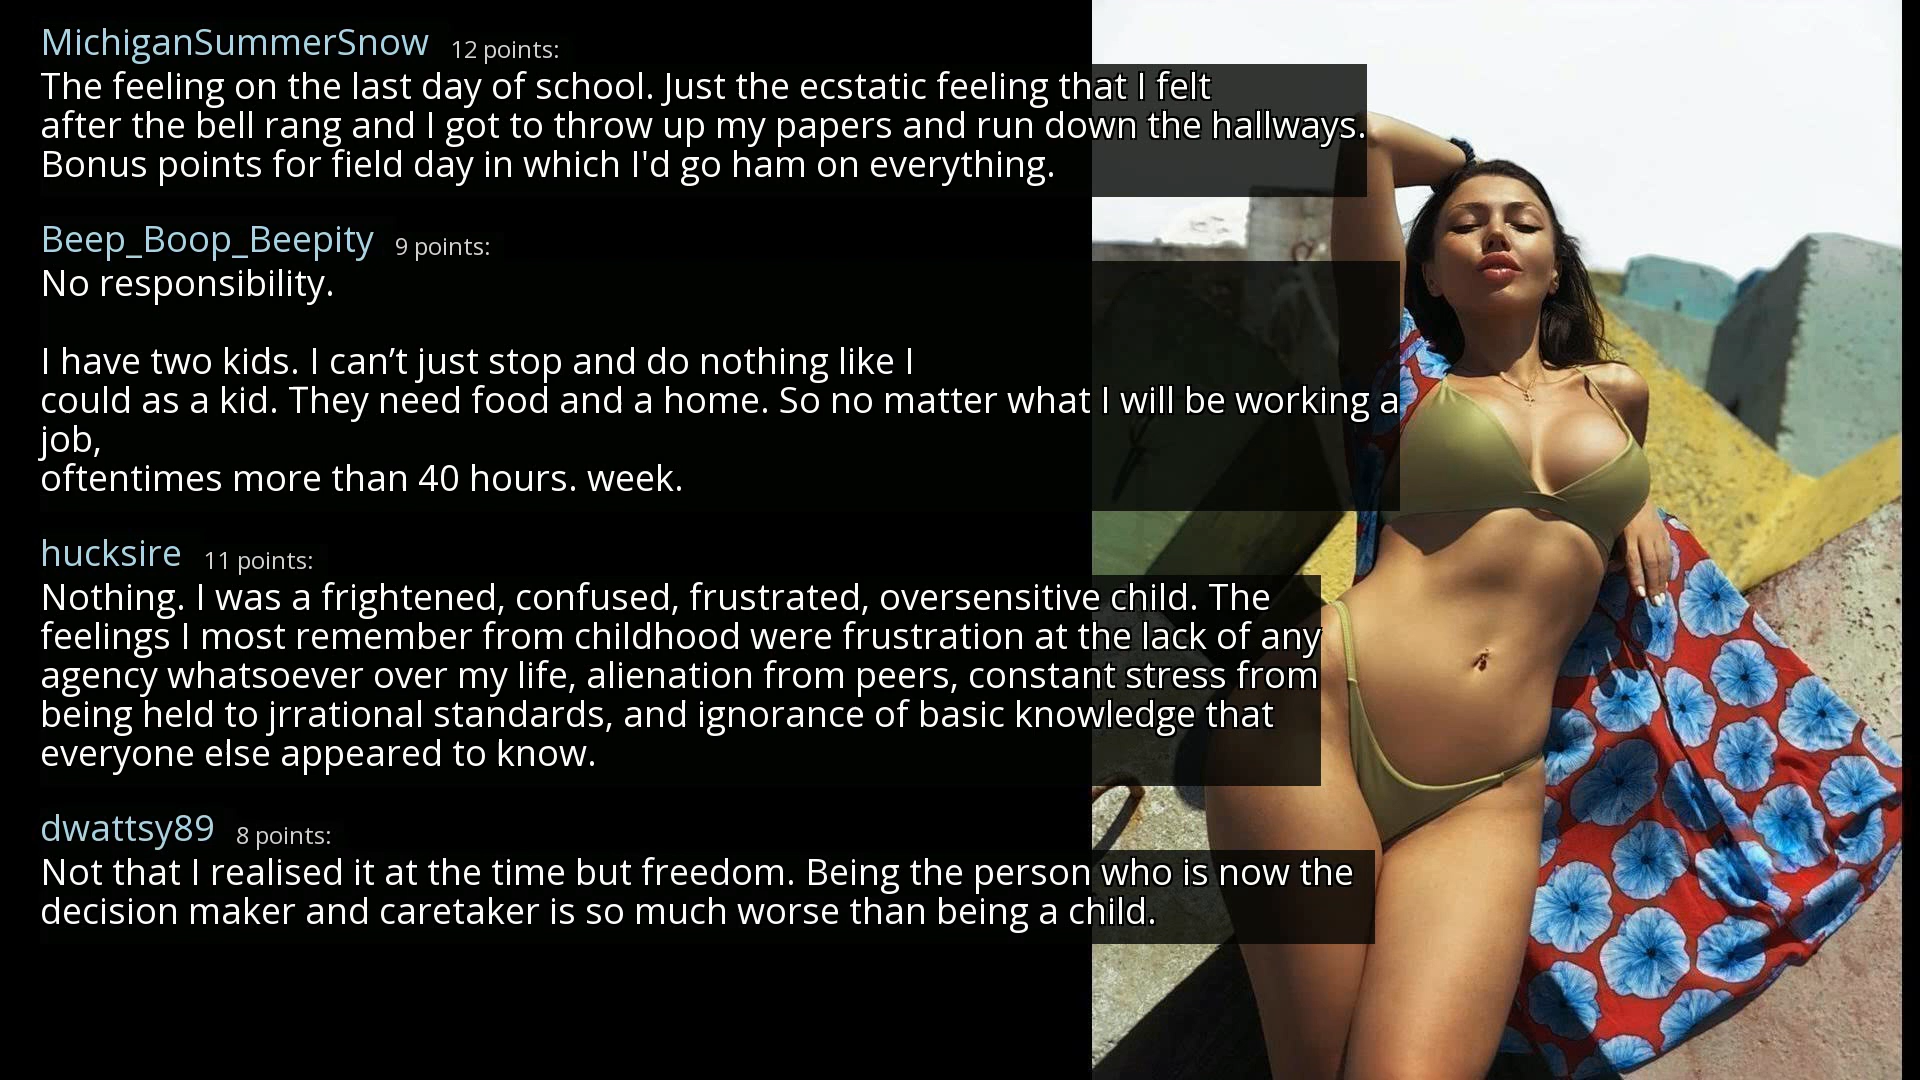 MichiganSummerSnow 12 points:
The feeling on the last day of school. Just the ecstatic feeling that I felt
after the bell rang and I got to throw up my papers and run down the hallways.
Bonus points for field day in which I'd go ham on everything.
Beep_Boop_Beepity 9 points:
No responsibility.
I have two kids. I can’t just stop and do nothing like I
could as a kid. They need food and a home. So no matter what I will be working a
job,
oftentimes more than 40 hours. week.
hucksire 11 points:
Nothing. I was a frightened, confused, frustrated, oversensitive child. The
feelings I most remember from childhood were frustration at the lack of any
agency whatsoever over my life, alienation from peers, constant stress from
being held to jrrational standards, and ignorance of basic knowledge that
everyone else appeared to know.
dwattsy89 8 points:
Not that I realised it at the time but freedom. Being the person who is now the
decision maker and caretaker is so much worse than being a child.